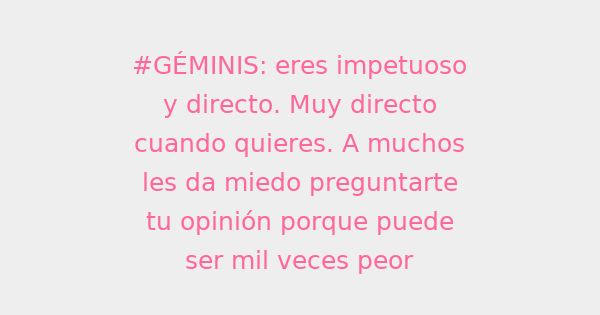 #GÉMINIS: eres impetuoso
y directo. Muy directo
cuando quieres. A muchos
les da miedo preguntarte
tu opinión porque puede
ser mil veces peor